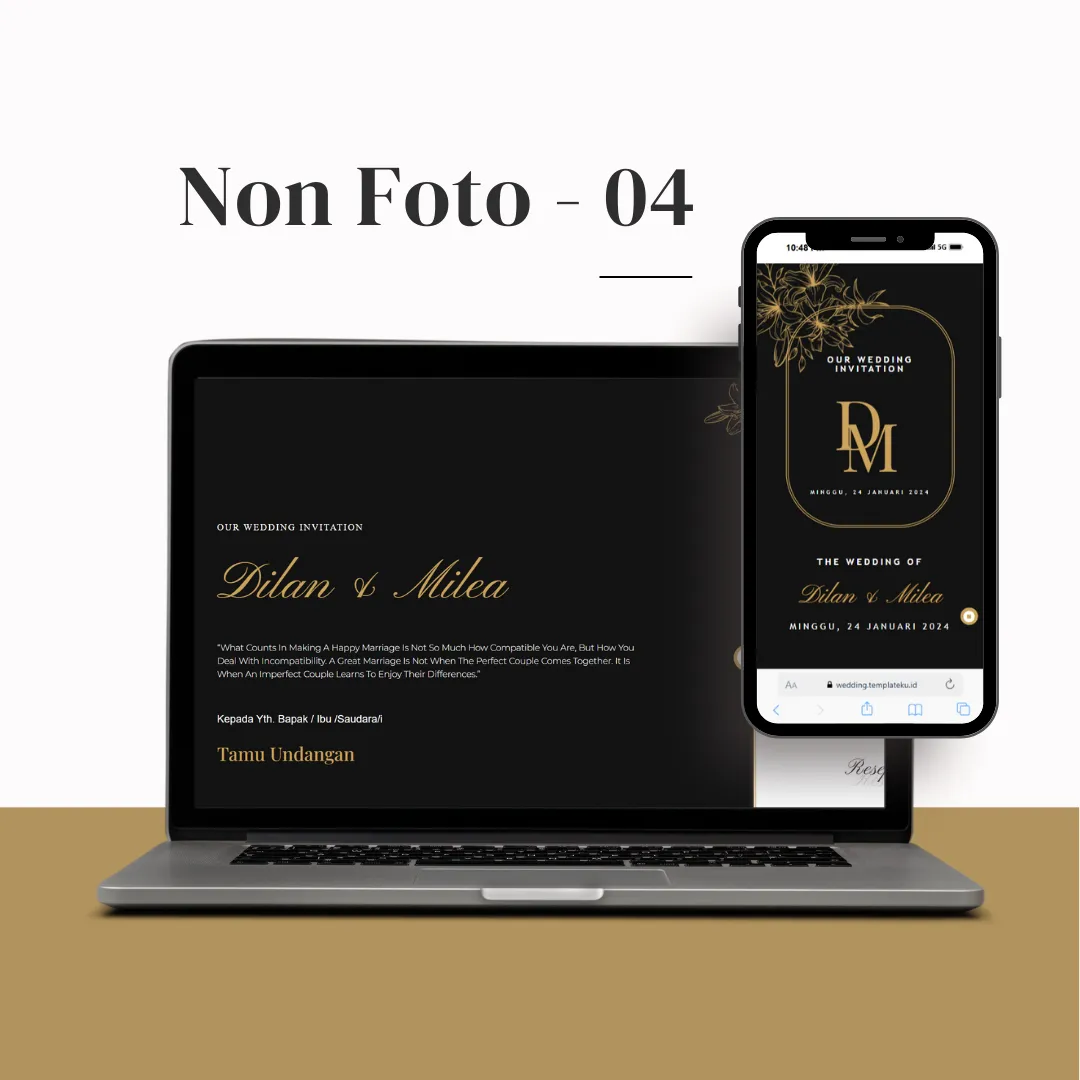 Non Foto - 04
OUR WEDDING INVITATION
Dilan & Milea
"What Counts In Making A Happy Marriage Is Not So Much How Compatible You Are, But How You
Deal With Incompatibility. A Great Marriage Is Not When The Perfect Couple Comes Together. It Is
When An Imperfect Couple Learns To Enjoy Their Differences."
Kepada Yth. Bapak / Ibu /Saudara/i
Tamu Undangan
10:48
5G
OUR WEDDING
INVITATION
DM
MINGGU, 24 JANUARI 2024
THE WEDDING OF
Dilan & Milea
MINGGU, 24 JANUARI 2024
AA
wedding.templateku.id